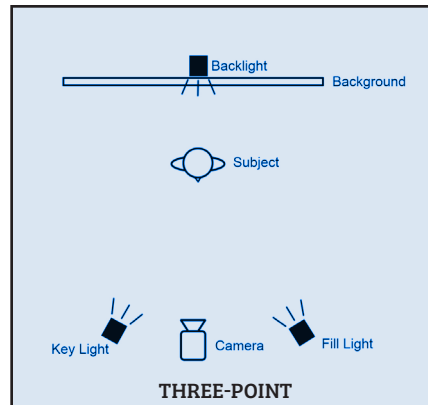 Backlight
Background
Subject
Key Light
Camera
Fill Light
THREE-POINT